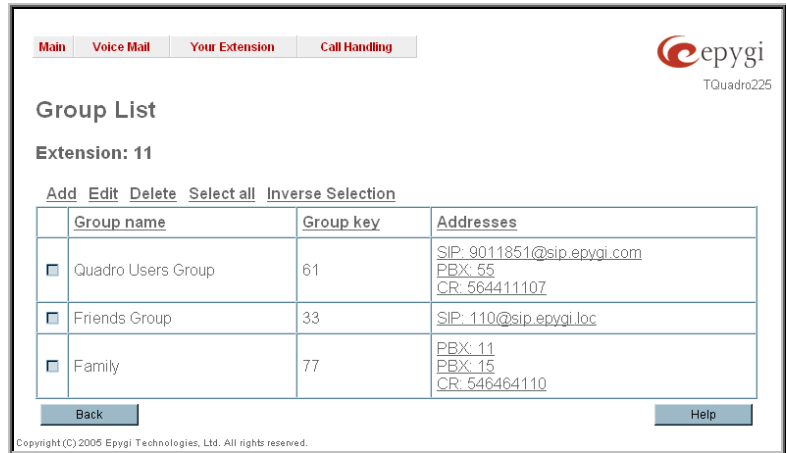 Main Voice Mail Your Extension Call Handling
epygi
TQuadro225
Group List
Extension: 11
Add Edit Delete Select all Inverse Selection
Group name Group key Addresses
Quadro Users Group 61 SIP: 9011851@sip.epygi.com
PBX: 55
CR: 564411107
Friends Group 33 SIP: 110@sip.epygi.loc
Family 77 PBX: 11
PBX: 15
CR: 546464110
Back Help
Copyright (C) 2005 Epygi Technologies, Ltd. All rights reserved.